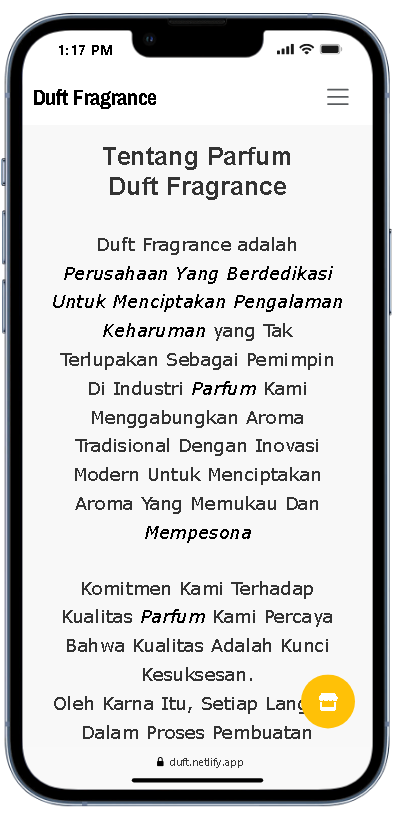 1:17 PM
Duft Fragrance
Tentang Parfum
Duft Fragrance
Duft Fragrance adalah
Perusahaan Yang Berdedikasi
Untuk Menciptakan Pengalaman
Keharuman yang Tak
Terlupakan Sebagai Pemimpin
Di Industri Parfum Kami
Menggabungkan Aroma
Tradisional Dengan Inovasi
Modern Untuk Menciptakan
Aroma Yang Memukau Dan
Mempesona
Komitmen Kami Terhadap
Kualitas Parfum Kami Percaya
Bahwa Kualitas Adalah Kunci
Kesuksesan.
Oleh Karna Itu, Setiap
Dalam Proses Pembuatan
duft.netlify.app